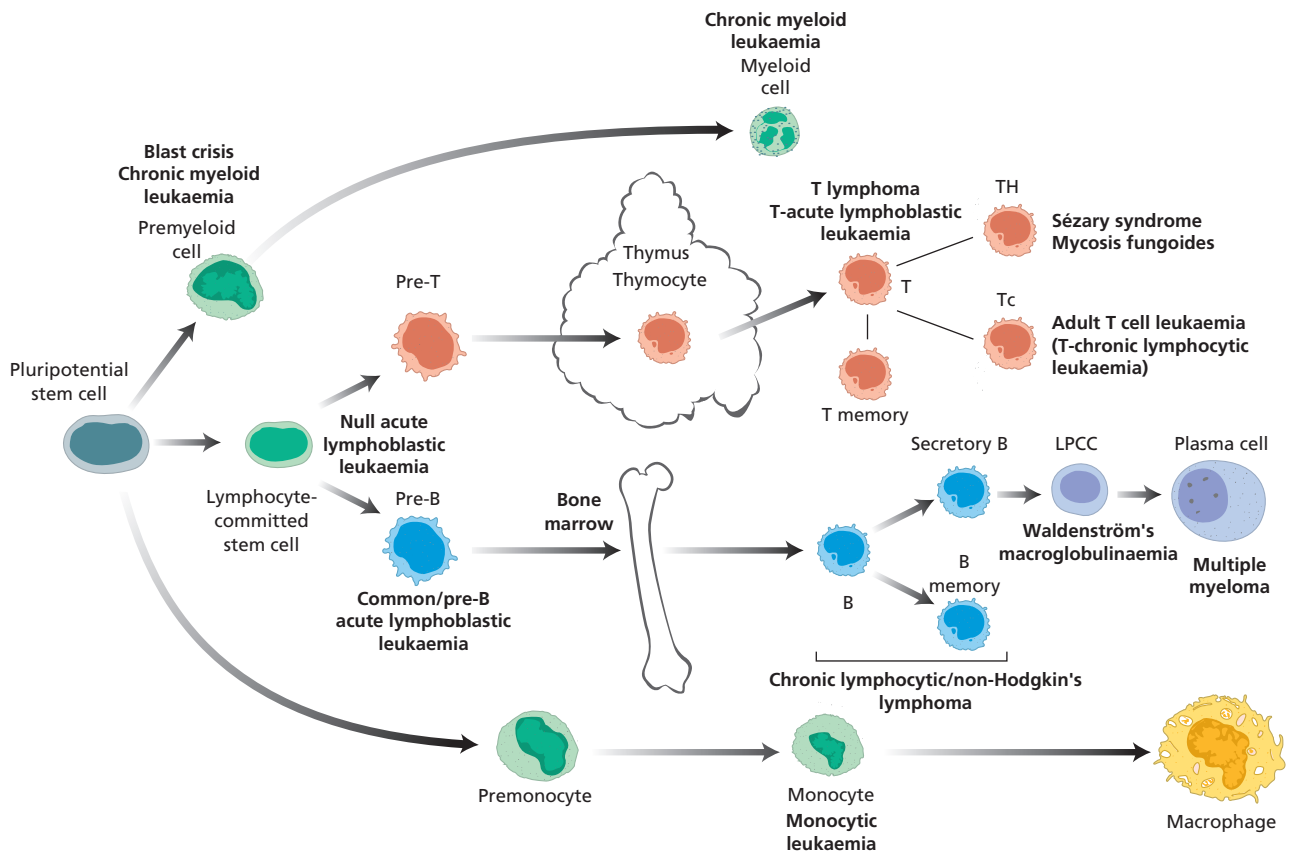 Chronic myeloid
leukaemia
Myeloid
cell
Blast crisis
Chronic myeloid
leukaemia
Premyeloid
cell
Pre-T
Thymus
Thymocyte
T lymphoma
T-acute lymphoblastic
leukaemia
T
TH
Sézary syndrome
Mycosis fungoides
Tc
Adult T cell leukaemia
(T-chronic lymphocytic
leukaemia)
T memory
Pluripotential
stem cell
Null acute
lymphoblastic
leukaemia
Lymphocyte-
committed
stem cell
Pre-B
Common/pre-B
acute lymphoblastic
leukaemia
Bone
marrow
B
Secretory B
LPCC
Plasma cell
Waldenström's
macroglobulinaemia
Multiple
myeloma
B
memory
Chronic lymphocytic/non-Hodgkin's
lymphoma
Premonocyte
Monocyte
Monocytic
leukaemia
Macrophage